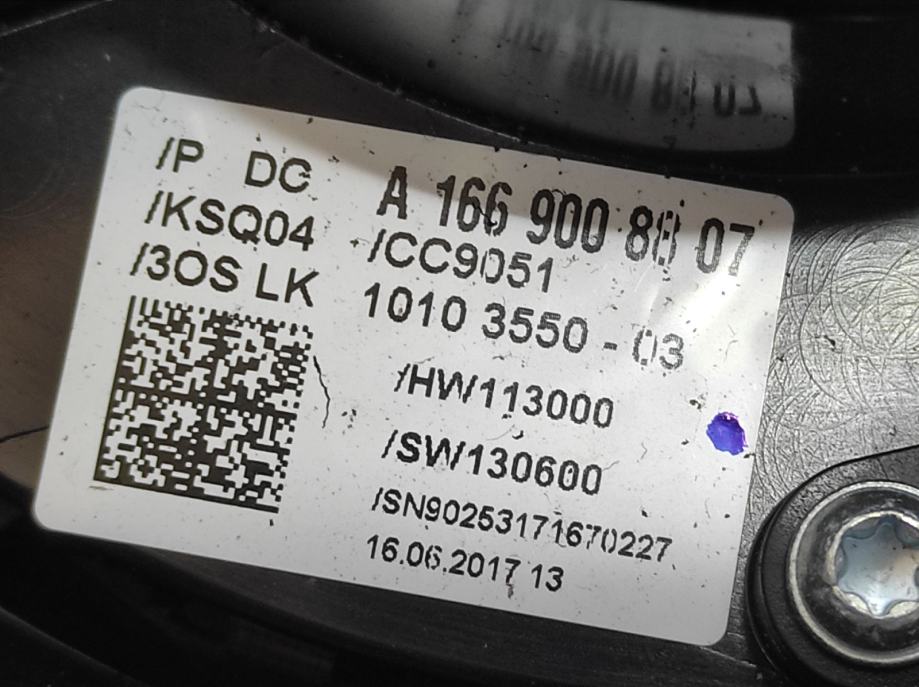 /P DC
/KSQ04
/3OS LK
A 166 900 88 07
/CC9051
1010 3550 - 03
/HW113000
/SW130600
/SN90253171670227
16.06.2017 13